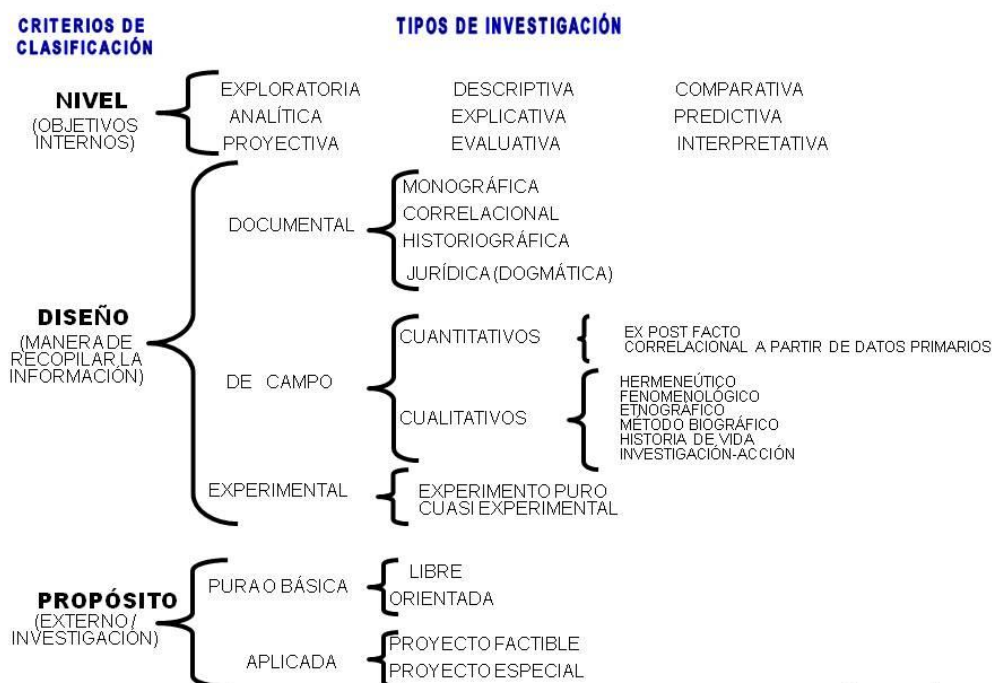 CRITERIOS DE
CLASIFICACIÓN
TIPOS DE INVESTIGACIÓN
NIVEL
(OBJETIVOS
INTERNOS)
EXPLORATORIA DESCRIPTIVA COMPARATIVA
ANALÍTICA EXPLICATIVA PREDICTIVA
PROYECTIVA EVALUATIVA INTERPRETATIVA
DISEÑO
(MANERA DE
RECOPILAR LA
INFORMACIÓN)
DOCUMENTAL
MONOGRÁFICA
CORRELACIONAL
HISTORIOGRÁFICA
JURÍDICA (DOGMÁTICA)
DE CAMPO
CUANTITATIVOS
EX POST FACTO
CORRELACIONAL A PARTIR DE DATOS PRIMARIOS
CUALITATIVOS
HERMENEÚTICO
FENOMENOLÓGICO
ETNOGRÁFICO
MÉTODO BIOGRÁFICO
HISTORIA DE VIDA
INVESTIGACIÓN-ACCIÓN
EXPERIMENTAL
EXPERIMENTO PURO
CUASI EXPERIMENTAL
PROPÓSITO
(EXTERNO /
INVESTIGACIÓN)
PURA O BÁSICA
LIBRE
ORIENTADA
APLICADA
PROYECTO FACTIBLE
PROYECTO ESPECIAL